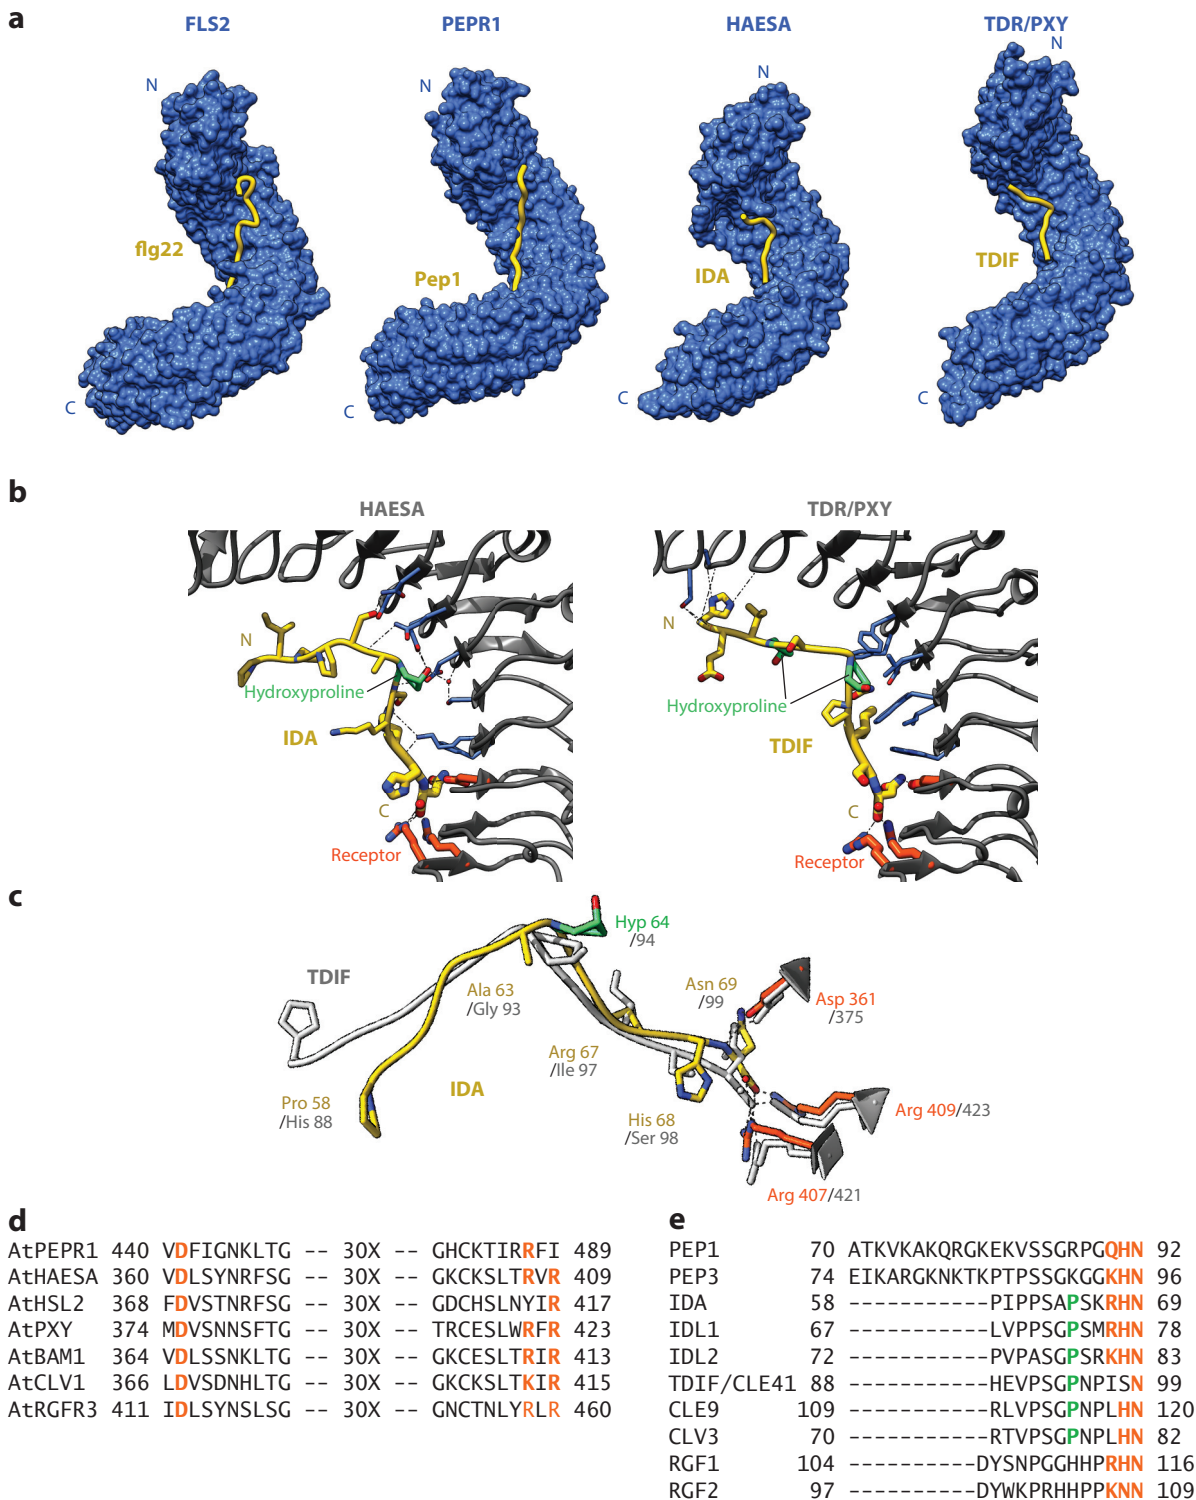 a
FLS2 PEPR1 HAESA TDR/PXY
N N N N
flg22 Pep1 IDA TDIF
C C C C
b
HAESA TDR/PXY
N N
Hydroxyproline Hydroxyproline
IDA TDIF
C C
Receptor Receptor
c
Hyp 64
/94
TDIF
Ala 63
/Gly 93
Asn 69
/99
Asp 361
/375
Arg 67
/Ile 97
IDA
Pro 58
/His 88
His 68
/Ser 98
Arg 409/423
Arg 407/421
d
AtPEPR1 440 VDFIGNKLTG -- 30X -- GHCKTIRRFI 489
AtHAESA 360 VDLSYNRFSG -- 30X -- GKCKSLTRVR 409
AtHSL2 368 FDVSTNRFSG -- 30X -- GDCHSLNYIR 417
AtPXY 374 MDVSNNSFTG -- 30X -- TRCESLWRFR 423
AtBAM1 364 VDLSSNKLTG -- 30X -- GKCESLTRIR 413
AtCLV1 366 LDVSDNHLTG -- 30X -- GKCKSLTKIR 415
AtRGFR3 411 IDLSYNSLSG -- 30X -- GNCTNLYRLR 460
e
PEP1 70 ATKVKAKQRGKEKVSSGRPGQHN 92
PEP3 74 EIKARGKNKTKPTPSSGKGGKHN 96
IDA 58 -----------PIPPSAPSKRHN 69
IDL1 67 -----------LVPPSGPSMRHN 78
IDL2 72 -----------PVPASGPSRKHN 83
TDIF/CLE41 88 -----------HEVPSGPNPISN 99
CLE9 109 -----------RLVPSGPNPLHN 120
CLV3 70 -----------RTVPSGPNPLHN 82
RGF1 104 ----------DYSNPGGHHPRHN 116
RGF2 97 ----------DYWKPRHHPPKNN 109